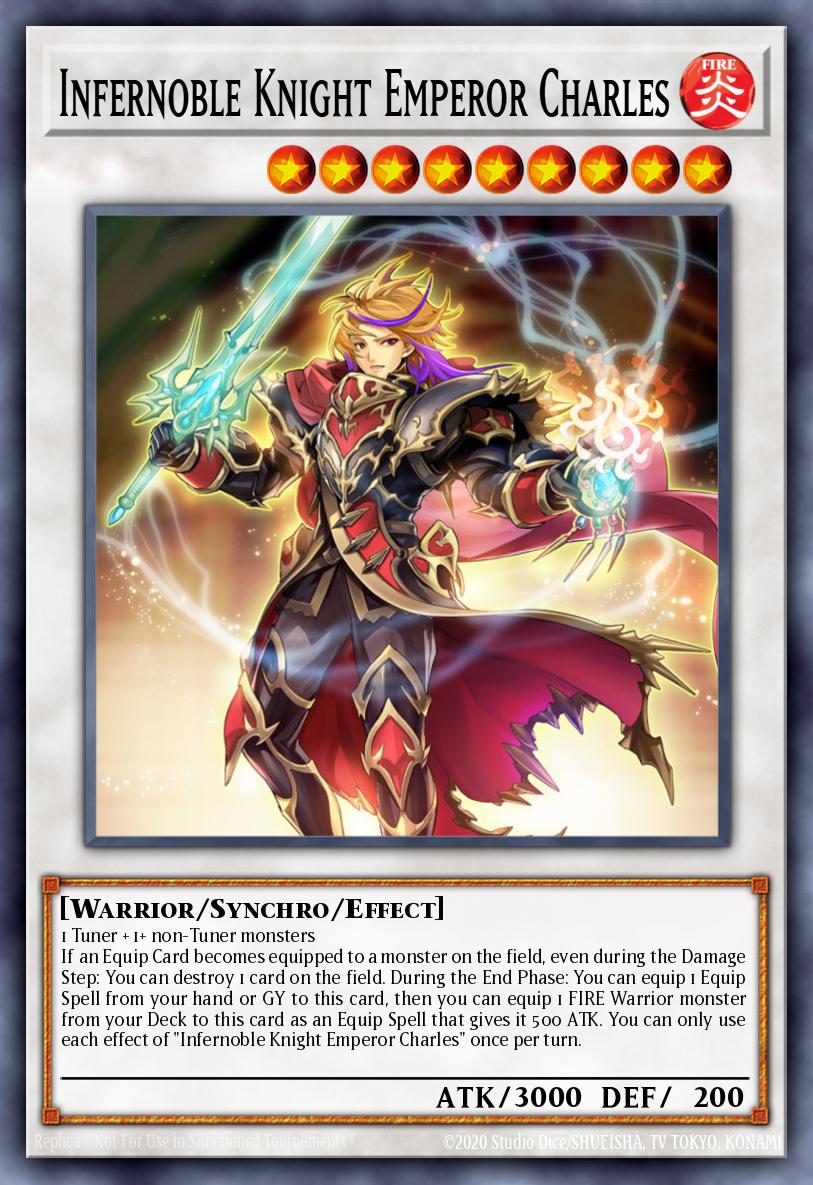 Infernoble Knight Emperor Charles
FIRE
炎
[Warrior/Synchro/Effect]
1 Tuner + 1+ non-Tuner monsters
If an Equip Card becomes equipped to a monster on the field, even during the Damage
Step: You can destroy 1 card on the field. During the End Phase: You can equip 1 Equip
Spell from your hand or GY to this card, then you can equip 1 FIRE Warrior monster
from your Deck to this card as an Equip Spell that gives it 500 ATK. You can only use
each effect of "Infernoble Knight Emperor Charles" once per turn.
ATK/3000 DEF/ 200
Replica - Not For Use in Sanctioned Tournaments
©2020 Studio Dice/SHUEISHA, TV TOKYO, KONAMI